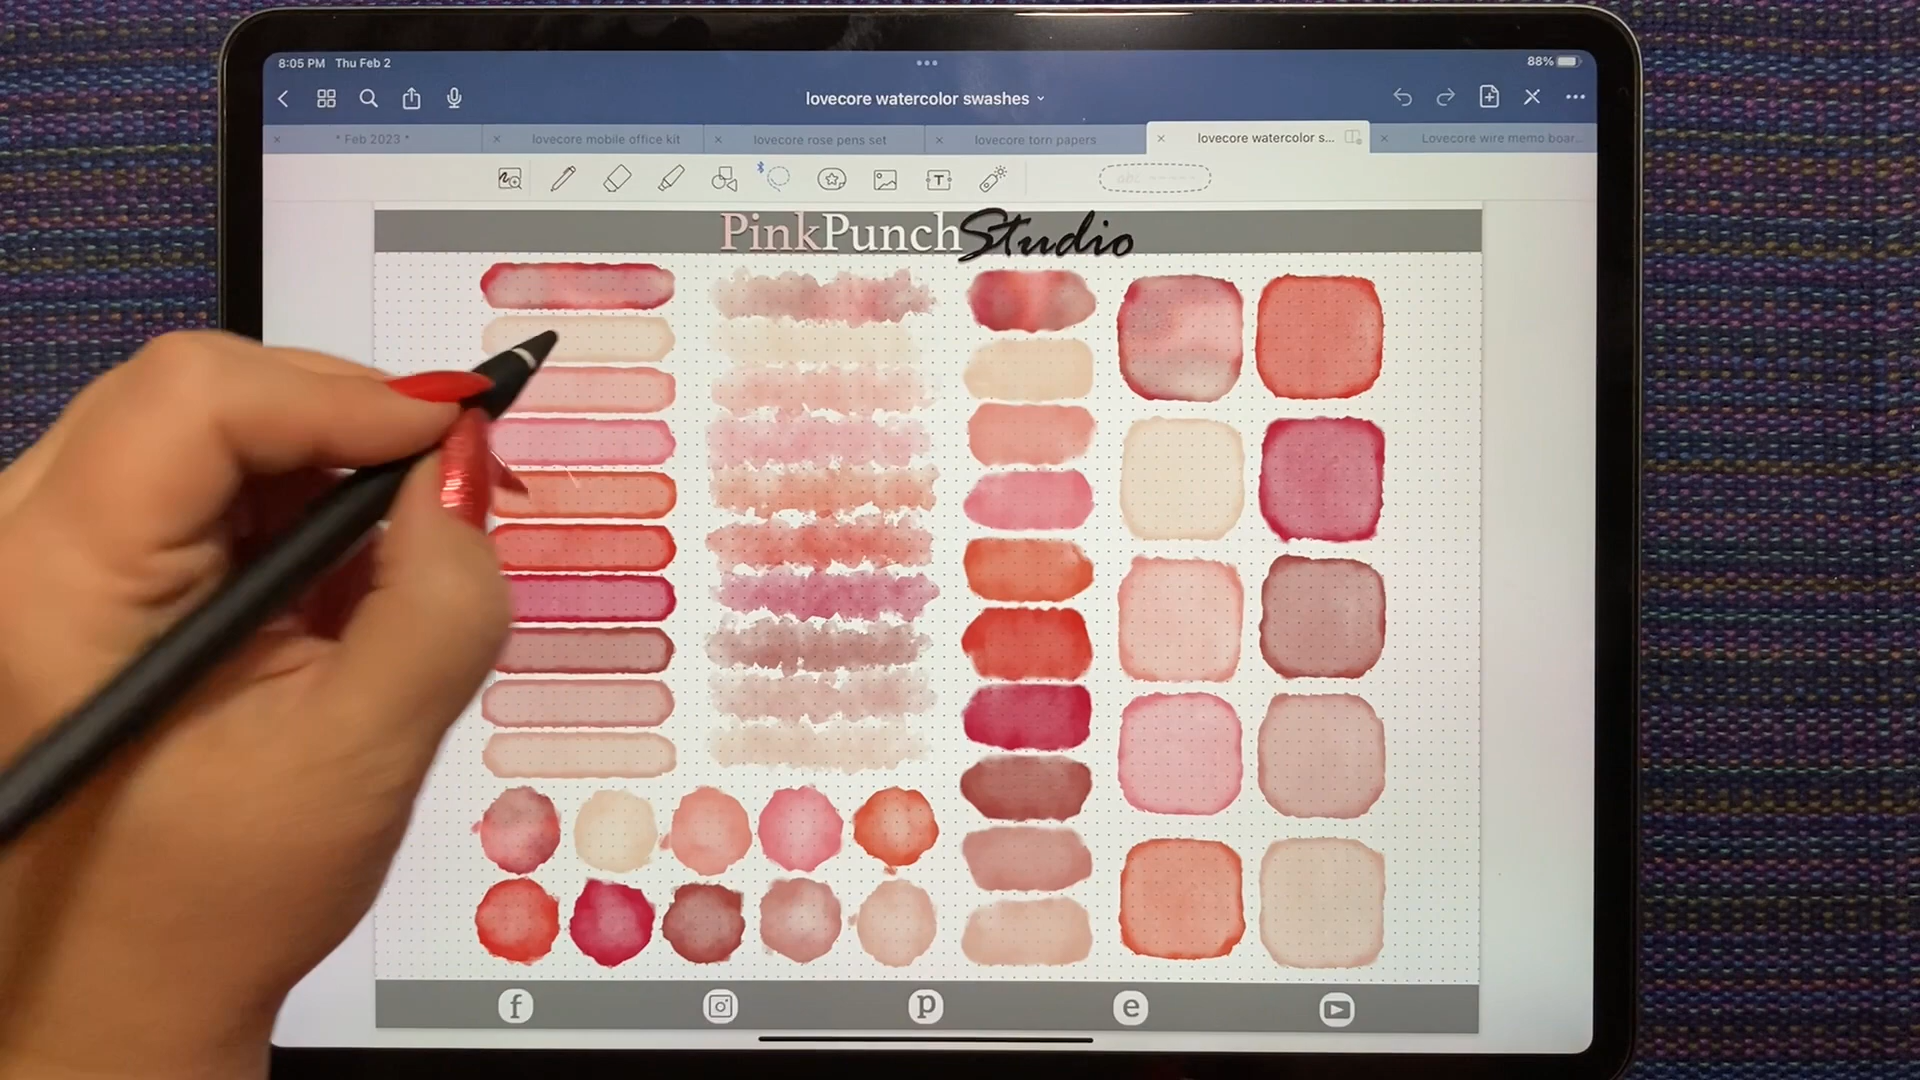 8:05 PM Thu Feb 2
88%
lovecore watercolor swashes
* Feb 2023 *
lovecore mobile office kit
lovecore rose pens set
lovecore torn papers
lovecore watercolor s...
Lovecore wire memo boar...
T
PinkPunchStudio
f
p
e